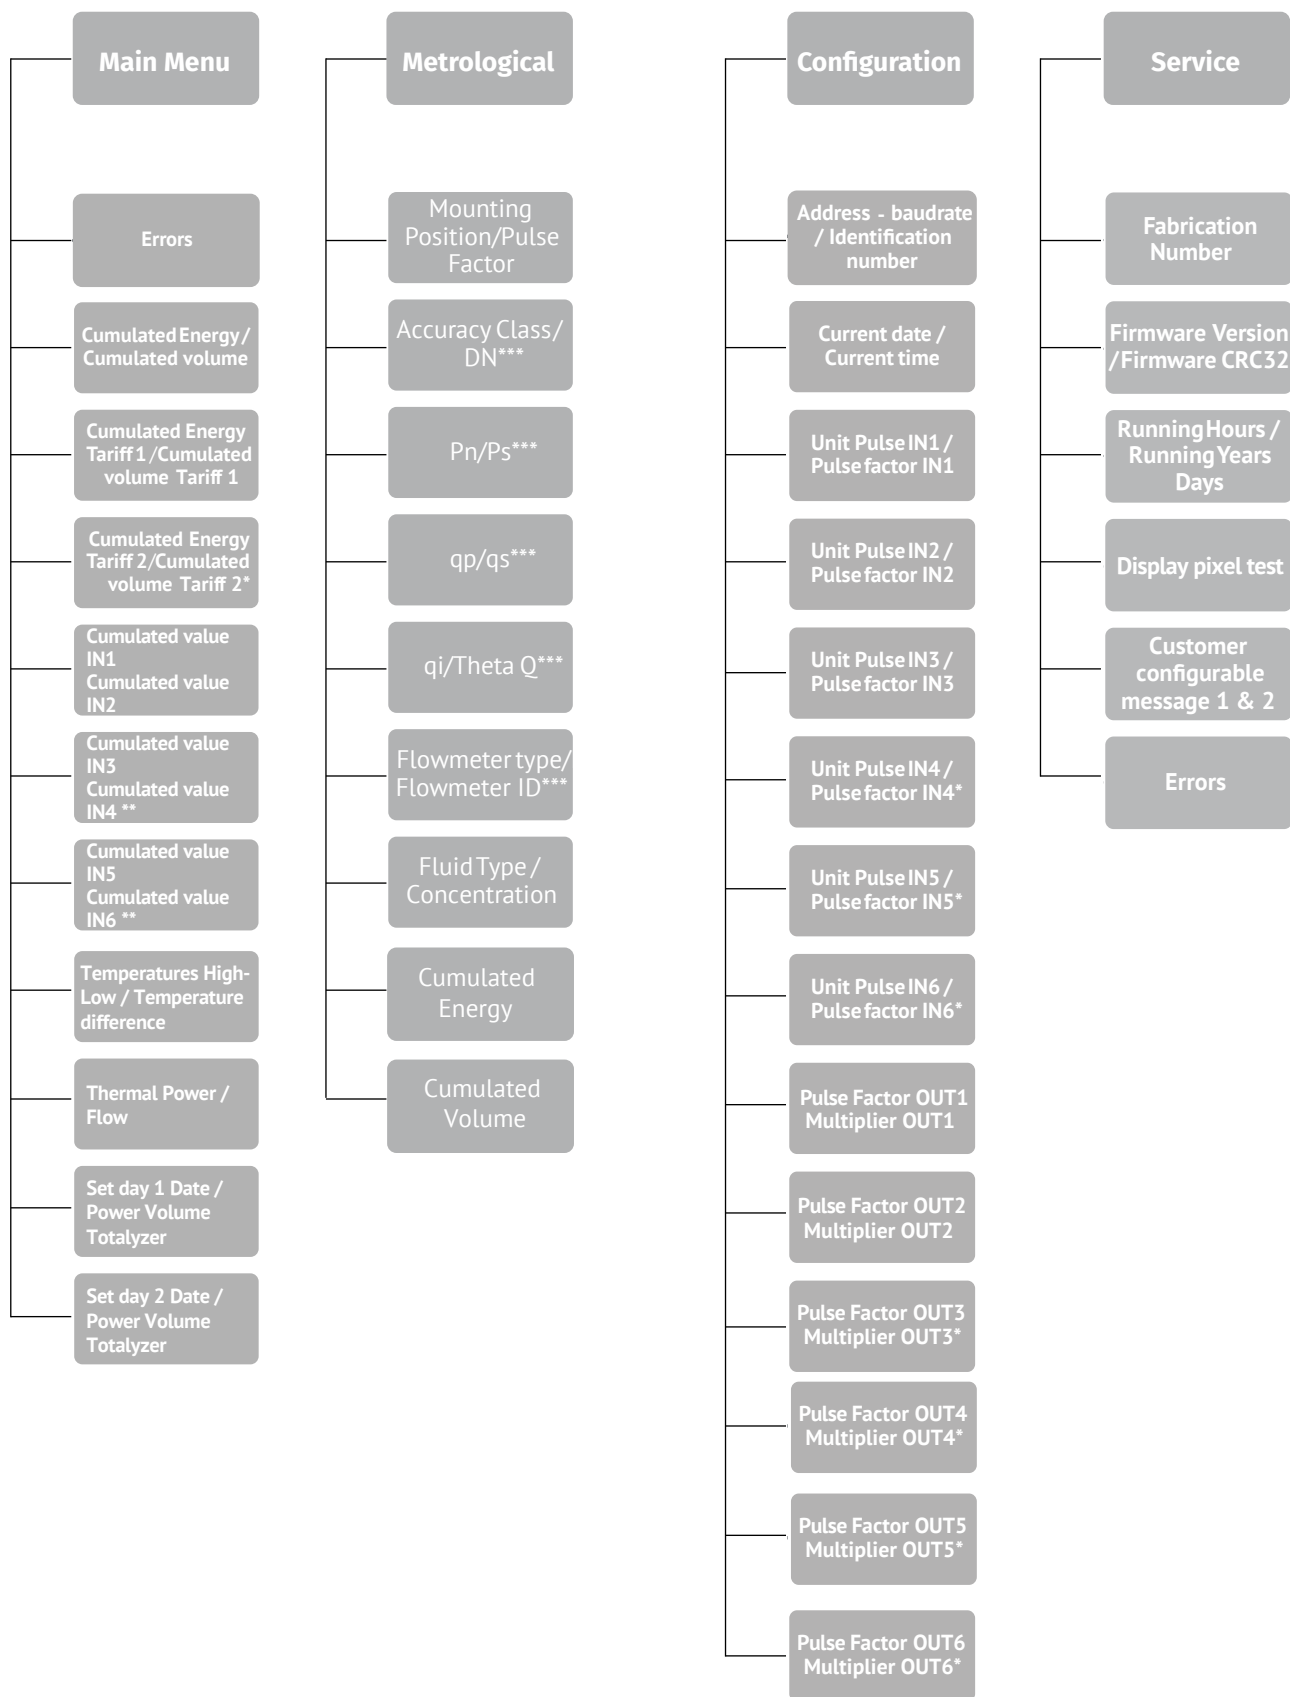 Main Menu
Errors
Cumulated Energy /
Cumulated volume
Cumulated Energy
Tariff 1 /Cumulated
volume Tariff 1
Cumulated Energy
Tariff 2/Cumulated
volume Tariff 2*
Cumulated value
IN1
Cumulated value
IN2
Cumulated value
IN3
Cumulated value
IN4 **
Cumulated value
IN5
Cumulated value
IN6 **
Temperatures High-
Low / Temperature
difference
Thermal Power /
Flow
Set day 1 Date /
Power Volume
Totalyzer
Set day 2 Date /
Power Volume
Totalyzer
Metrological
Mounting
Position/Pulse
Factor
Accuracy Class /
DN***
Pn/Ps***
qp/qs***
qi/Theta Q***
Flowmeter type/
Flowmeter ID***
Fluid Type /
Concentration
Cumulated
Energy
Cumulated
Volume
Configuration
Address - baudrate
/ Identification
number
Current date /
Current time
Unit Pulse IN1 /
Pulse factor IN1
Unit Pulse IN2 /
Pulse factor IN2
Unit Pulse IN3 /
Pulse factor IN3
Unit Pulse IN4 /
Pulse factor IN4*
Unit Pulse IN5 /
Pulse factor IN5*
Unit Pulse IN6 /
Pulse factor IN6*
Pulse Factor OUT1
Multiplier OUT1
Pulse Factor OUT2
Multiplier OUT2
Pulse Factor OUT3
Multiplier OUT3*
Pulse Factor OUT4
Multiplier OUT4*
Pulse Factor OUT5
Multiplier OUT5*
Pulse Factor OUT6
Multiplier OUT6*
Service
Fabrication
Number
Firmware Version
/Firmware CRC32
Running Hours /
Running Years
Days
Display pixel test
Customer
configurable
message 1 & 2
Errors